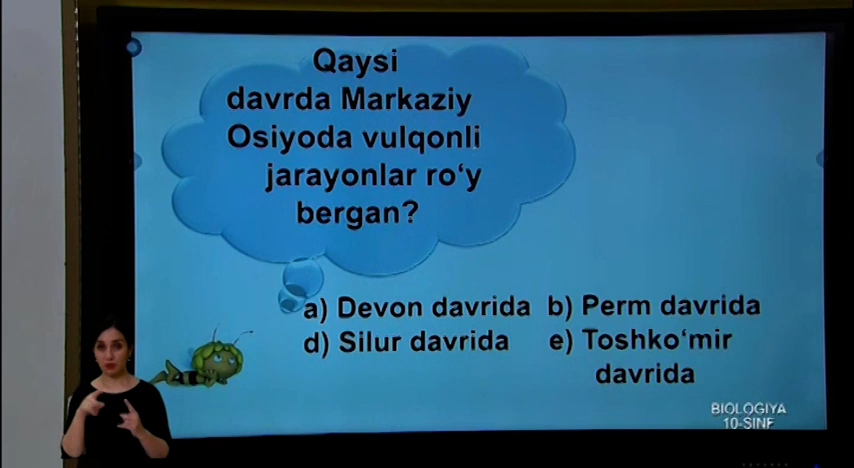 Qaysi
davrda Markaziy
Osiyoda vulqonli
jarayonlar ro‘y
bergan?
a) Devon davrida b) Perm davrida
d) Silur davrida e) Toshko‘mir
davrida
BIOLOGIYA
10-SINF